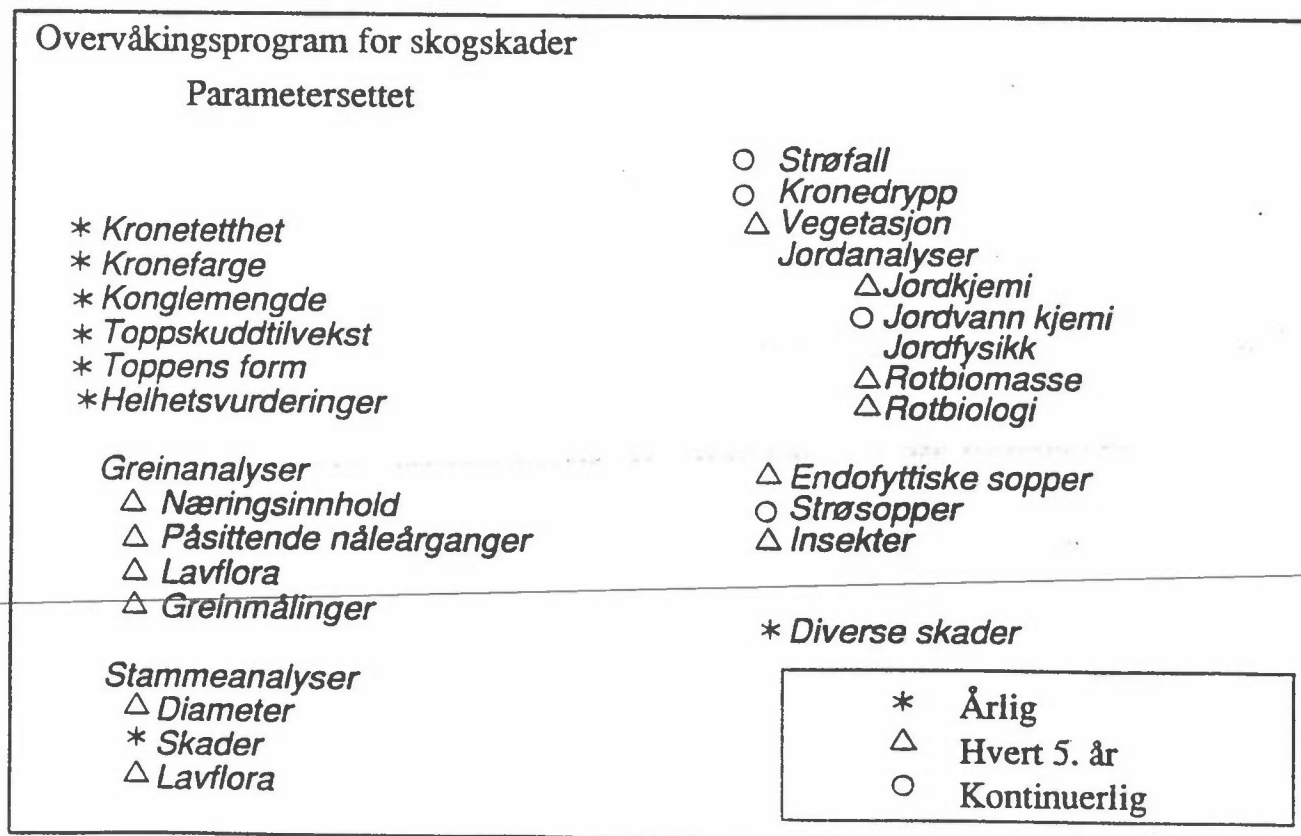 Overvåkingsprogram for skogskader
Parametersettet
* Kronetetthet
* Kronefarge
* Konglemengde
* Toppskuddtilvekst
* Toppens form
* Helhetsvurderinger
Greinanalyser
△ Næringsinnhold
△ Påsittende nåleårganger
△ Lavflora
△ Greinmålinger
Stammeanalyser
△ Diameter
* Skader
△ Lavflora
○ Strøfall
○ Kronedrypp
△ Vegetasjon
Jordanalyser
△ Jordkjemi
○ Jordvann kjemi
Jordfysikk
△ Rotbiomasse
△ Rotbiologi
△ Endofyttiske sopper
○ Strøsopper
△ Insekter
* Diverse skader
* Årlig
△ Hvert 5. år
○ Kontinuerlig